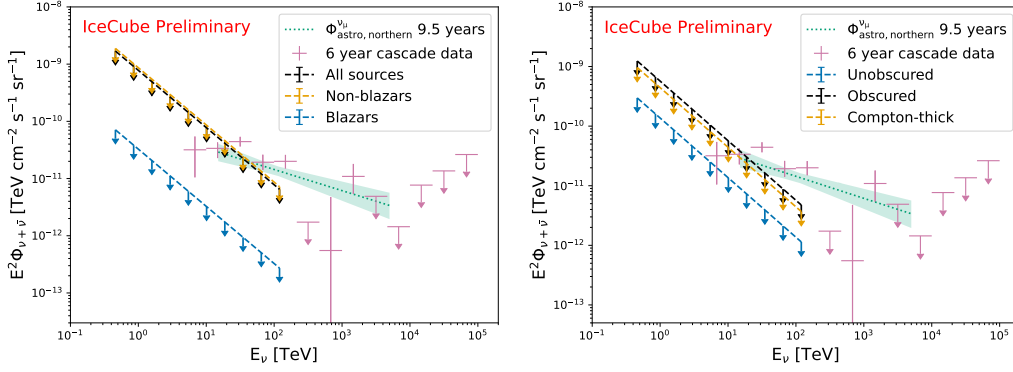 IceCube Preliminary
Φ^{ν_μ}_{astro, northern} 9.5 years
6 year cascade data
All sources
Non-blazars
Blazars
10^{-9}
10^{-10}
10^{-11}
10^{-12}
10^{-13}
E²Φ_{ν+ν̄} [TeV cm⁻² s⁻¹ sr⁻¹]
10^{-1} 10^{0} 10^{1} 10^{2} 10^{3} 10^{4} 10^{5}
E_ν [TeV]
IceCube Preliminary
Φ^{ν_μ}_{astro, northern} 9.5 years
6 year cascade data
Unobscured
Obscured
Compton-thick
10^{-9}
10^{-10}
10^{-11}
10^{-12}
10^{-13}
E²Φ_{ν+ν̄} [TeV cm⁻² s⁻¹ sr⁻¹]
10^{-1} 10^{0} 10^{1} 10^{2} 10^{3} 10^{4} 10^{5}
E_ν [TeV]